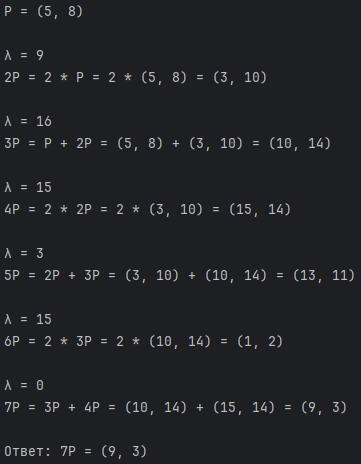 P = (5, 8)
λ = 9
2P = 2 * P = 2 * (5, 8) = (3, 10)
λ = 16
3P = P + 2P = (5, 8) + (3, 10) = (10, 14)
λ = 15
4P = 2 * 2P = 2 * (3, 10) = (15, 14)
λ = 3
5P = 2P + 3P = (3, 10) + (10, 14) = (13, 11)
λ = 15
6P = 2 * 3P = 2 * (10, 14) = (1, 2)
λ = 0
7P = 3P + 4P = (10, 14) + (15, 14) = (9, 3)
Ответ: 7P = (9, 3)